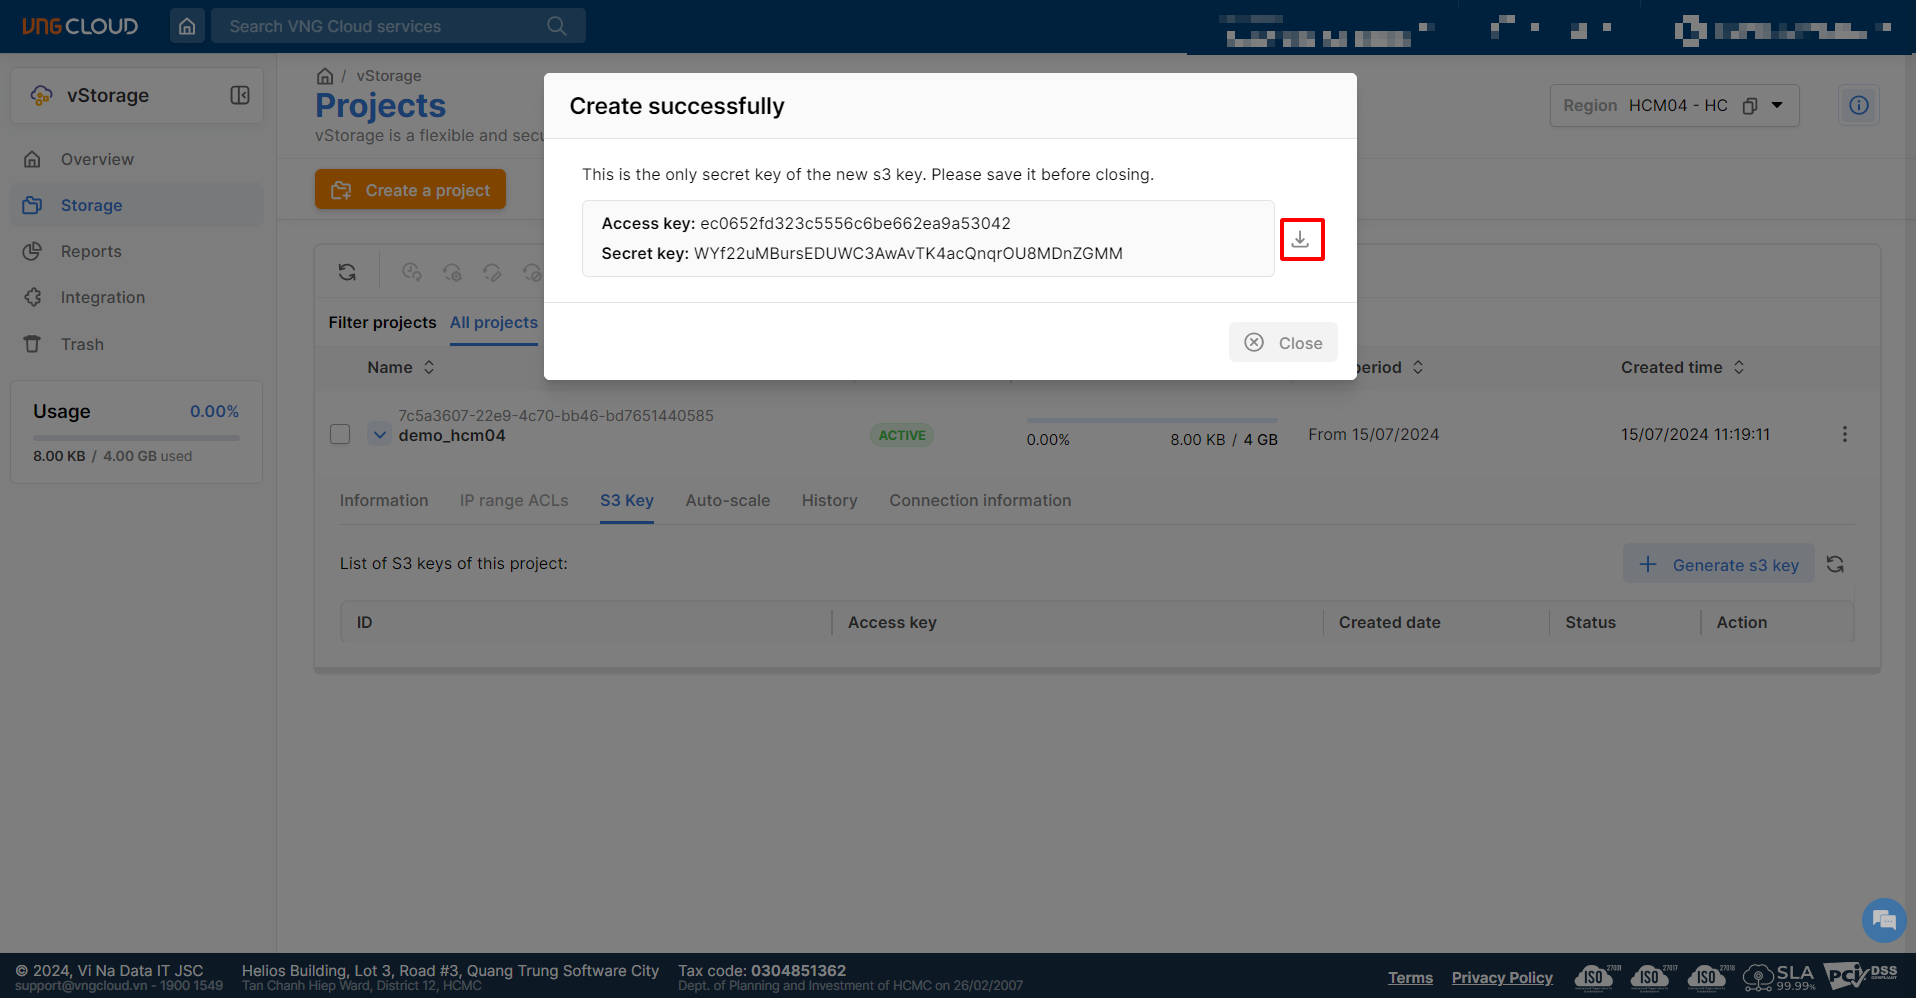 VNG CLOUD
Search VNG Cloud services
vStorage
Overview
Storage
Reports
Integration
Trash
Usage 0.00%
8.00 KB / 4.00 GB used
/ vStorage
Projects
vStorage is a flexible and secu
Region HCM04 - HC
Create a project
Create successfully
This is the only secret key of the new s3 key. Please save it before closing.
Access key: ec0652fd323c5556c6be662ea9a53042
Secret key: WYf22uMBursEDUWC3AwAvTK4acQnqrOU8MDnZGMM
Close
Filter projects All projects
Name period Created time
7c5a3607-22e9-4c70-bb46-bd7651440585
demo_hcm04 ACTIVE 0.00% 8.00 KB / 4 GB From 15/07/2024 15/07/2024 11:19:11
Information IP range ACLs S3 Key Auto-scale History Connection information
List of S3 keys of this project: Generate s3 key
ID Access key Created date Status Action
© 2024, Vi Na Data IT JSC
support@vngcloud.vn - 1900 1549
Helios Building, Lot 3, Road #3, Quang Trung Software City
Tan Chanh Hiep Ward, District 12, HCMC
Tax code: 0304851362
Dept. of Planning and Investment of HCMC on 26/02/2007
Terms Privacy Policy
ISO 27001
ISO 27017
ISO 27018
SLA
99.99%
PCI DSS
COMPLIANT